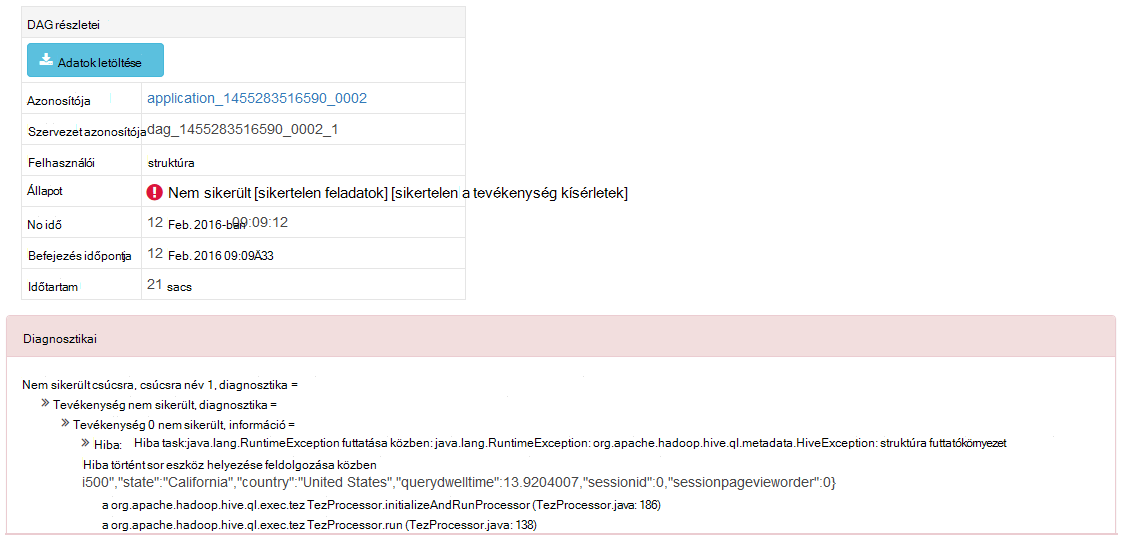 DAG részletei
Adatok letöltése
Azonosítója application_1455283516590_0002
Szervezet azonosítója dag_1455283516590_0002_1
Felhasználói struktúra
Állapot Nem sikerült [sikertelen feladatok] [sikertelen a tevékenység kísérletek]
No idő 12 Feb. 2016-ban 09:09:12
Befejezés időpontja 12 Feb. 2016 09:09Ă33
Időtartam 21 sacs
Diagnosztikai
Nem sikerült csúcsra, csúcsra név 1, diagnosztika =
Tevékenység nem sikerült, diagnosztika =
Tevékenység 0 nem sikerült, információ =
Hiba: Hiba task:java.lang.RuntimeException futtatása közben: java.lang.RuntimeException: org.apache.hadoop.hive.ql.metadata.HiveException: struktúra futtatókörnyezet
Hiba történt sor eszköz helyezése feldolgozása közben
i500","state":"California","country":"United States","querydwelltime":13.9204007,"sessionid":0,"sessionpagevieworder":0}
a org.apache.hadoop.hive.ql.exec.tez TezProcessor.initializeAndRunProcessor (TezProcessor.java: 186)
a org.apache.hadoop.hive.ql.exec.tez TezProcessor.run (TezProcessor.java: 138)